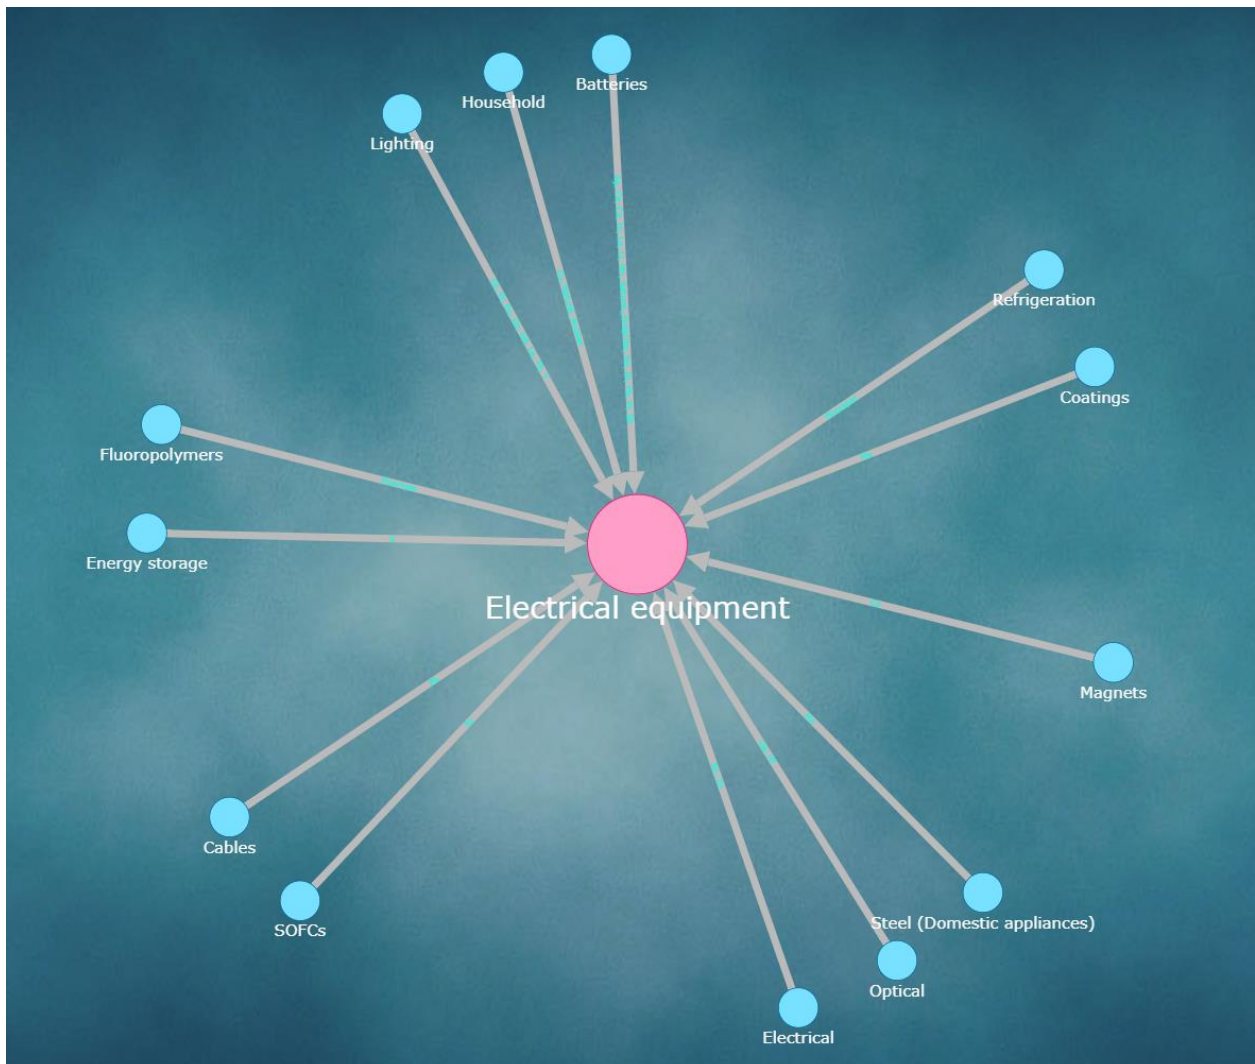 Batteries
Household
Lighting
Refrigeration
Coatings
Fluoropolymers
Energy storage
Electrical equipment
Magnets
Cables
SOFCs
Steel (Domestic appliances)
Optical
Electrical